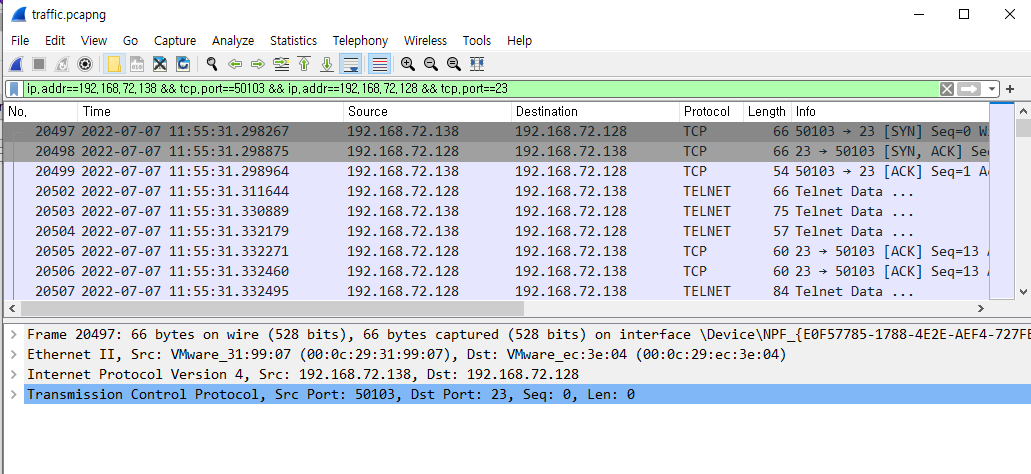 traffic.pcapng
File Edit View Go Capture Analyze Statistics Telephony Wireless Tools Help
ip.addr==192.168.72.138 && tcp.port==50103 && ip.addr==192.168.72.128 && tcp.port==23
No. Time Source Destination Protocol Length Info
20497 2022-07-07 11:55:31.298267 192.168.72.138 192.168.72.128 TCP 66 50103 → 23 [SYN] Seq=0 W
20498 2022-07-07 11:55:31.298875 192.168.72.128 192.168.72.138 TCP 66 23 → 50103 [SYN, ACK] Se
20499 2022-07-07 11:55:31.298964 192.168.72.138 192.168.72.128 TCP 54 50103 → 23 [ACK] Seq=1 A
20502 2022-07-07 11:55:31.311644 192.168.72.128 192.168.72.138 TELNET 66 Telnet Data ...
20503 2022-07-07 11:55:31.330889 192.168.72.138 192.168.72.128 TELNET 75 Telnet Data ...
20504 2022-07-07 11:55:31.332179 192.168.72.138 192.168.72.128 TELNET 57 Telnet Data ...
20505 2022-07-07 11:55:31.332271 192.168.72.128 192.168.72.138 TCP 60 23 → 50103 [ACK] Seq=13
20506 2022-07-07 11:55:31.332460 192.168.72.128 192.168.72.138 TCP 60 23 → 50103 [ACK] Seq=13
20507 2022-07-07 11:55:31.332495 192.168.72.128 192.168.72.138 TELNET 84 Telnet Data ...
Frame 20497: 66 bytes on wire (528 bits), 66 bytes captured (528 bits) on interface \Device\NPF_{E0F57785-1788-4E2E-AEF4-727F
Ethernet II, Src: VMware_31:99:07 (00:0c:29:31:99:07), Dst: VMware_ec:3e:04 (00:0c:29:ec:3e:04)
Internet Protocol Version 4, Src: 192.168.72.138, Dst: 192.168.72.128
Transmission Control Protocol, Src Port: 50103, Dst Port: 23, Seq: 0, Len: 0